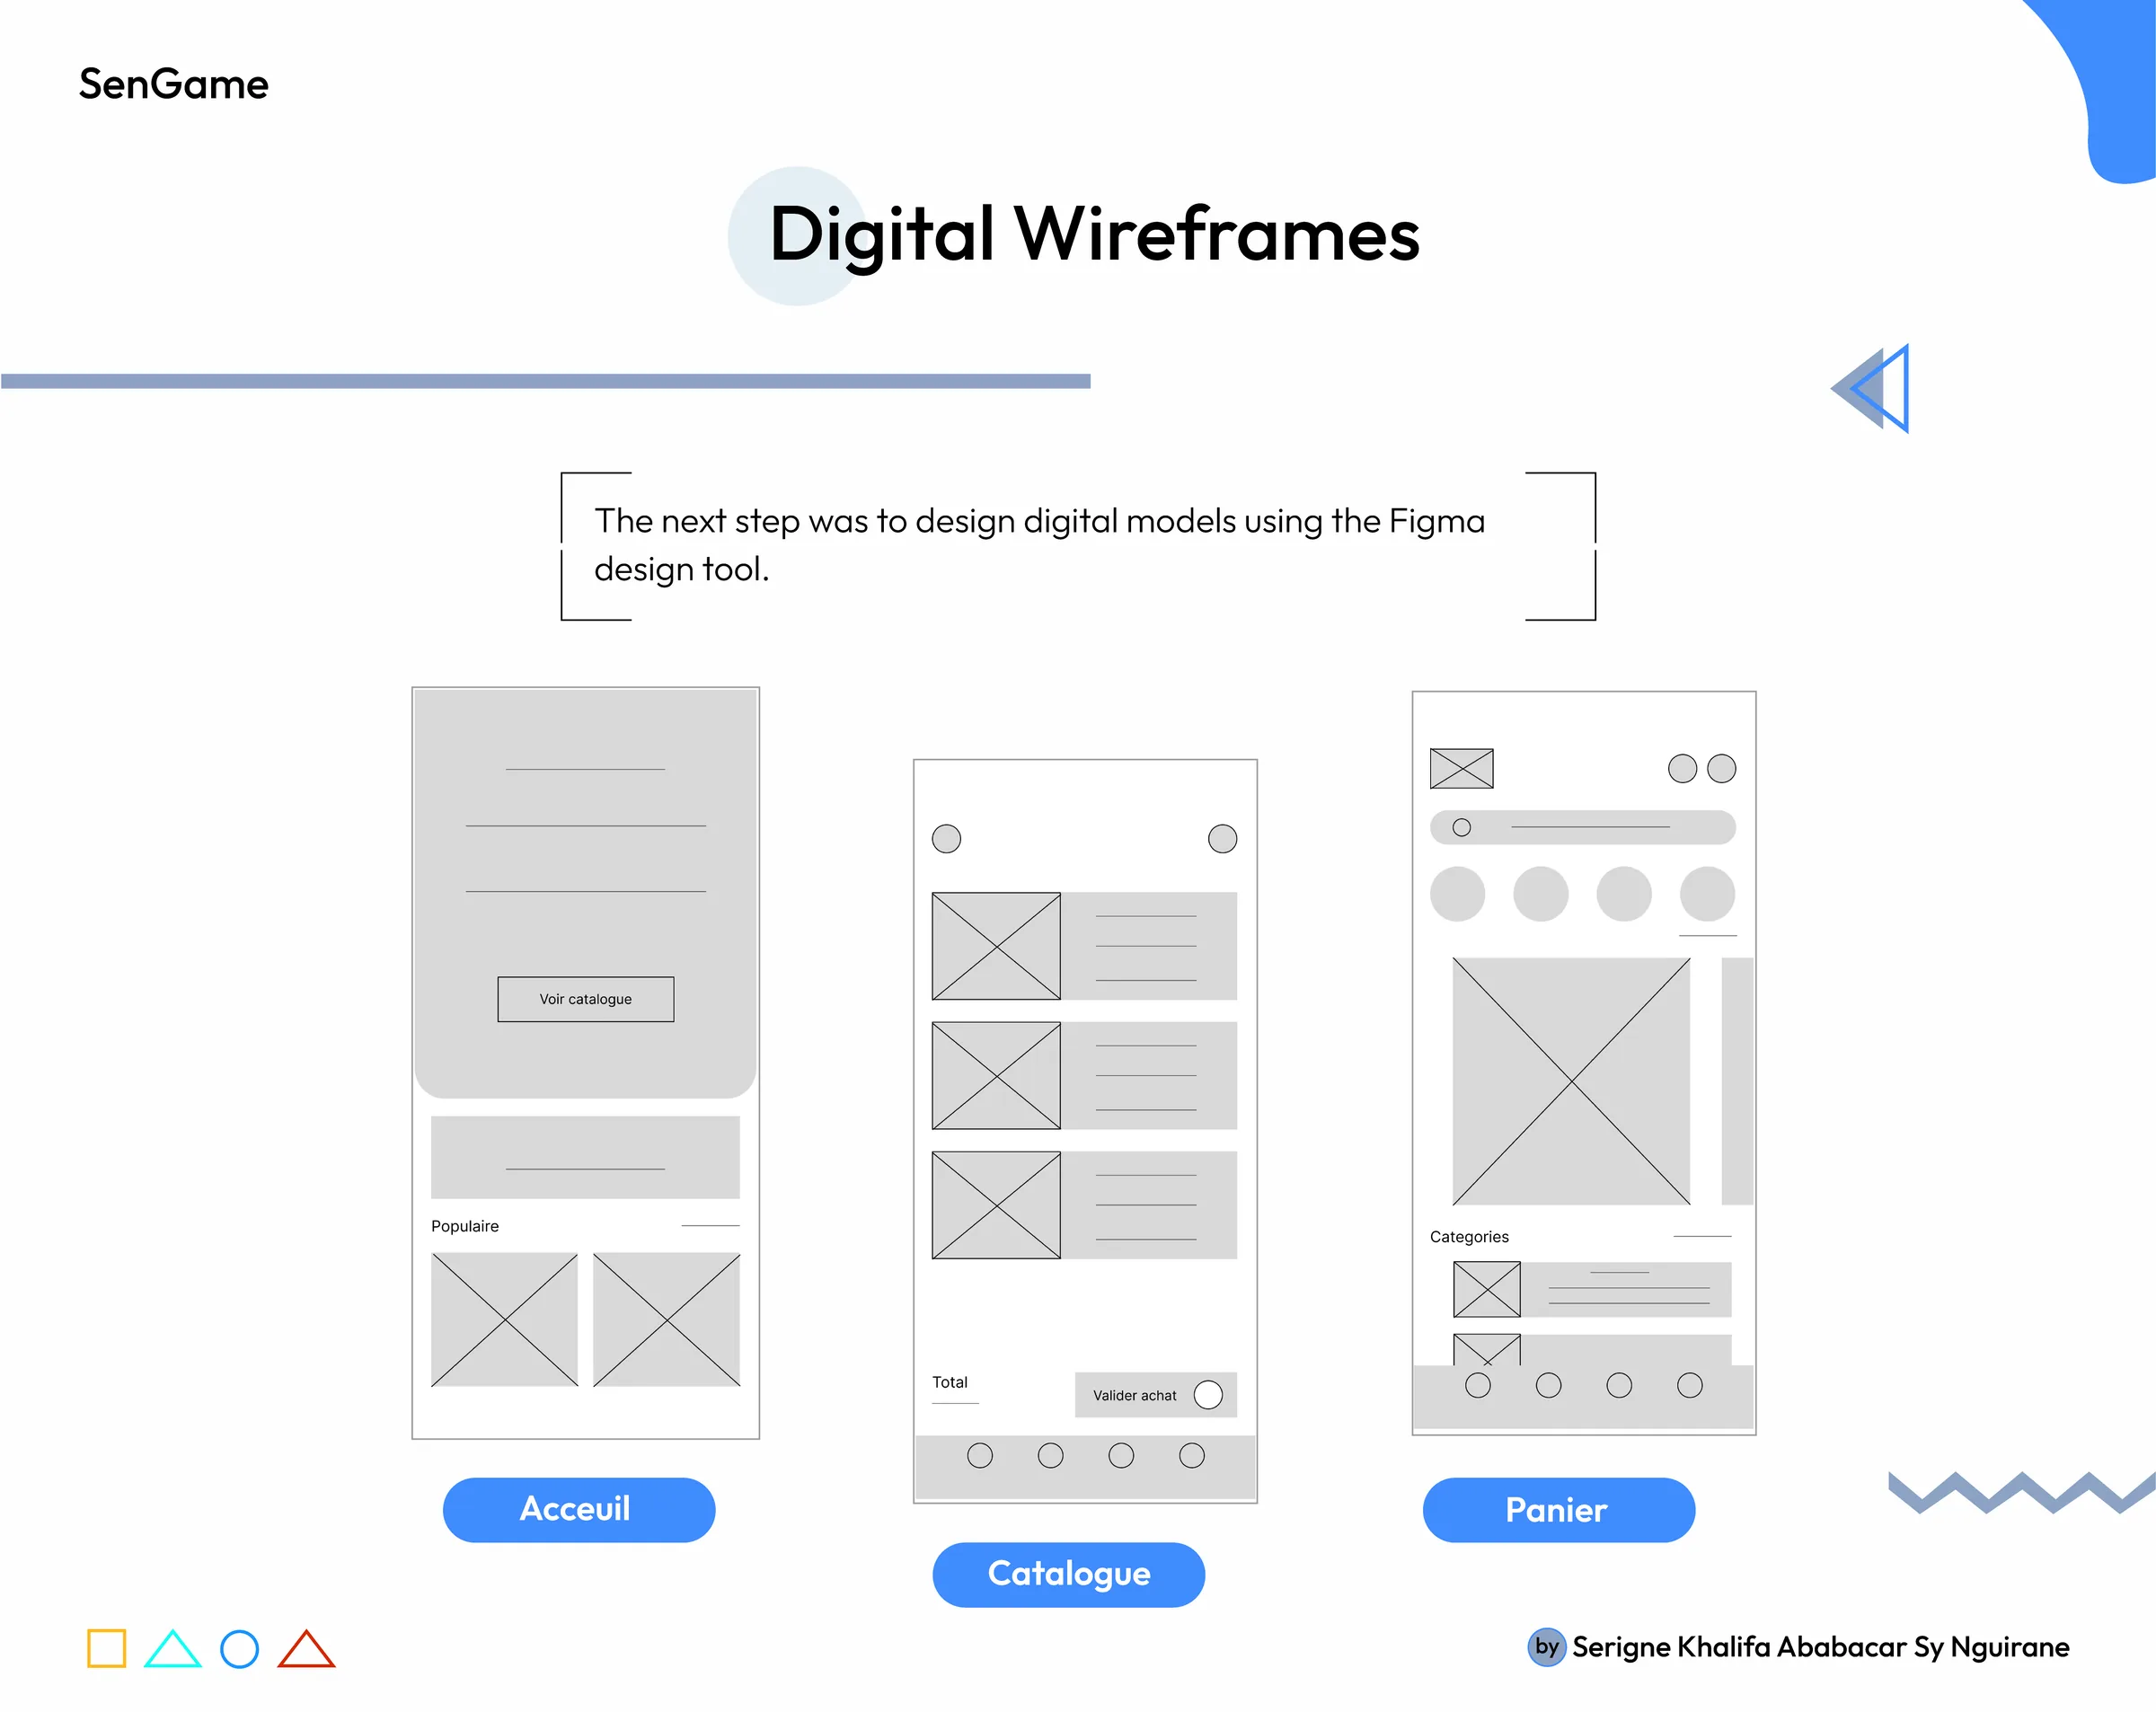 SenGame
Digital Wireframes
The next step was to design digital models using the Figma
design tool.
Voir catalogue
Populaire
Acceuil
Total
Valider achat
Catalogue
Categories
Panier
by Serigne Khalifa Ababacar Sy Nguirane